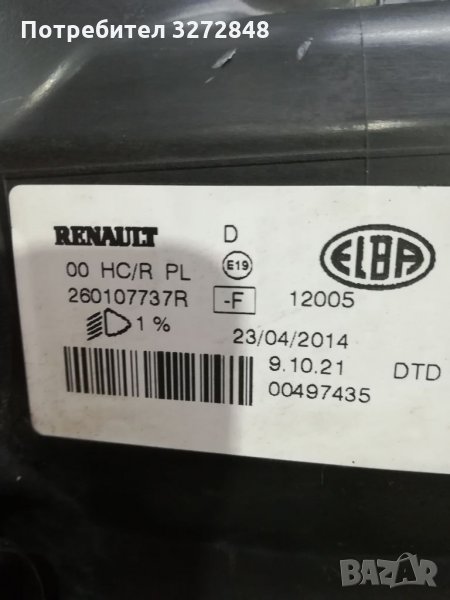 Потребител 3272848
RENAULT D ELBA
00 HC/R PL E19
260107737R -F 12005
1 % 23/04/2014
9.10.21 DTD
00497435
BAZAR